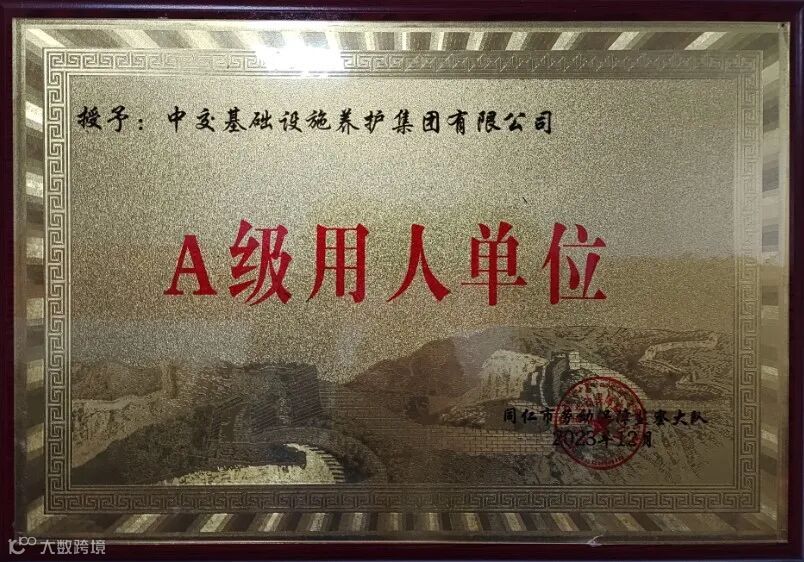 授予：中交基础设施养护集团有限公司
A级用人单位
同仁市劳动保障监察大队
2023年12月
大数跨境